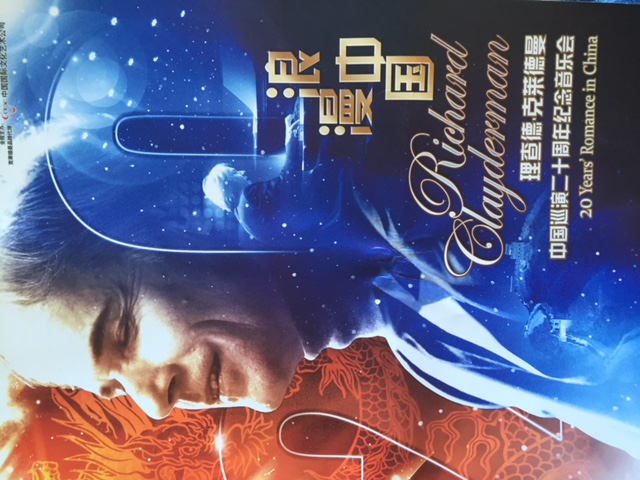 中国国际文化艺术公司
20
浪漫中国
Richard
Clayderman
理查德·克莱德曼
中国巡演二十周年纪念音乐会
20 Years' Romance in China